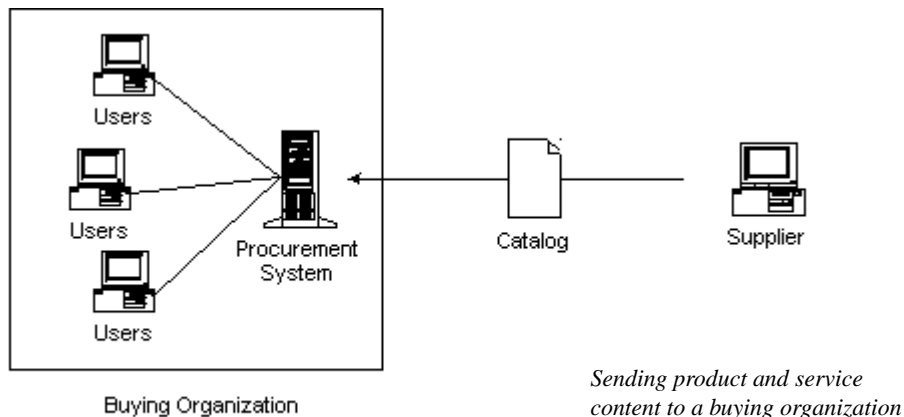 Users
Users
Users
Procurement
System
Catalog
Supplier
Buying Organization
Sending product and service
content to a buying organization